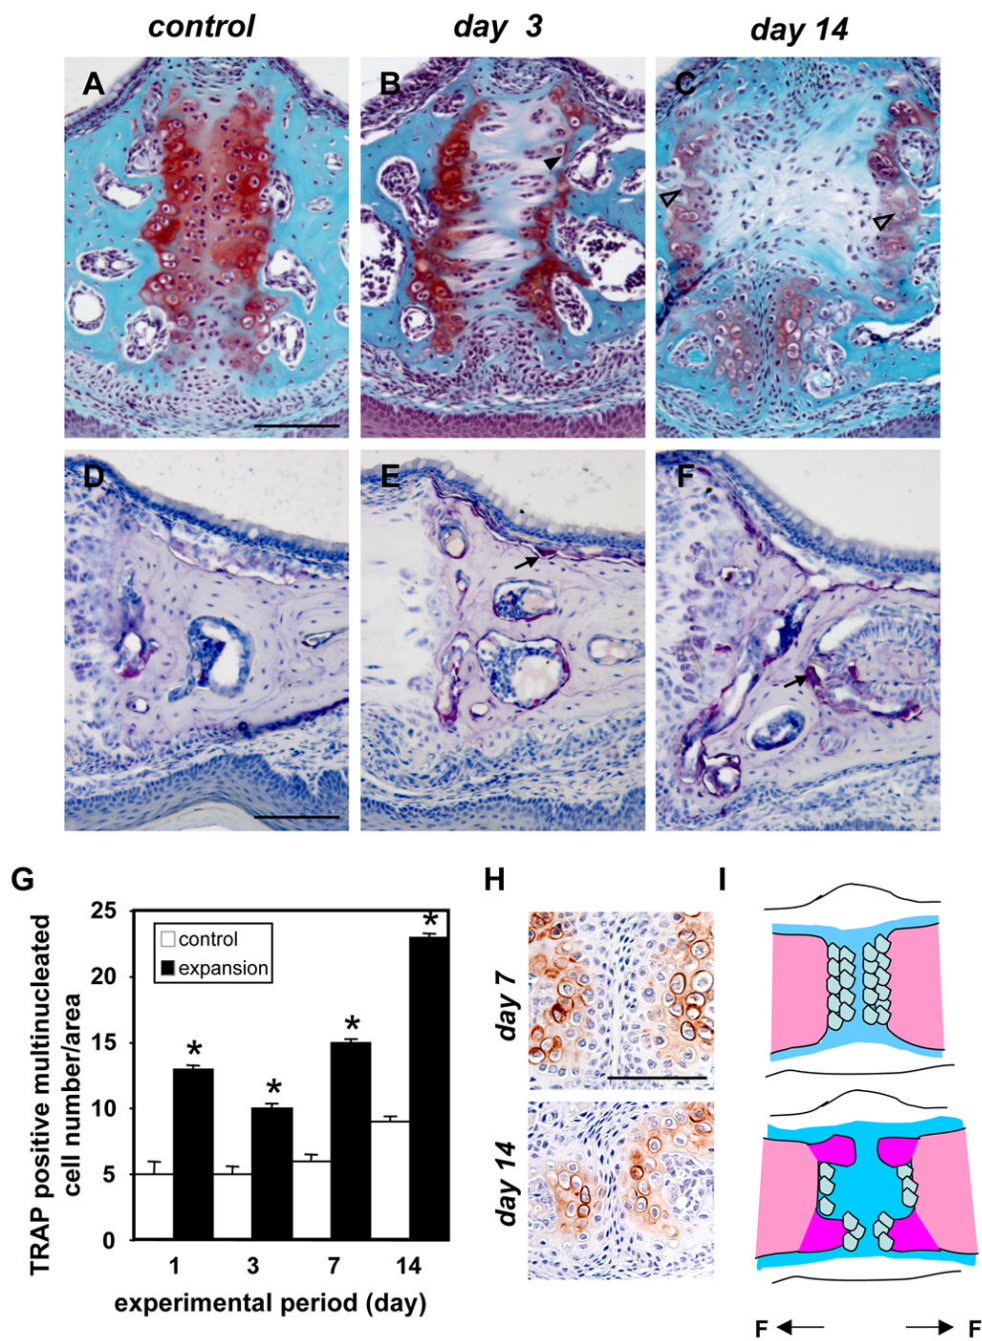 control day 3 day 14
A B C
D E F
G H I
TRAP positive multinucleated
cell number/area
25
20
15
10
5
0
control
expansion
* * * *
1 3 7 14
experimental period (day)
day 7
day 14
F F